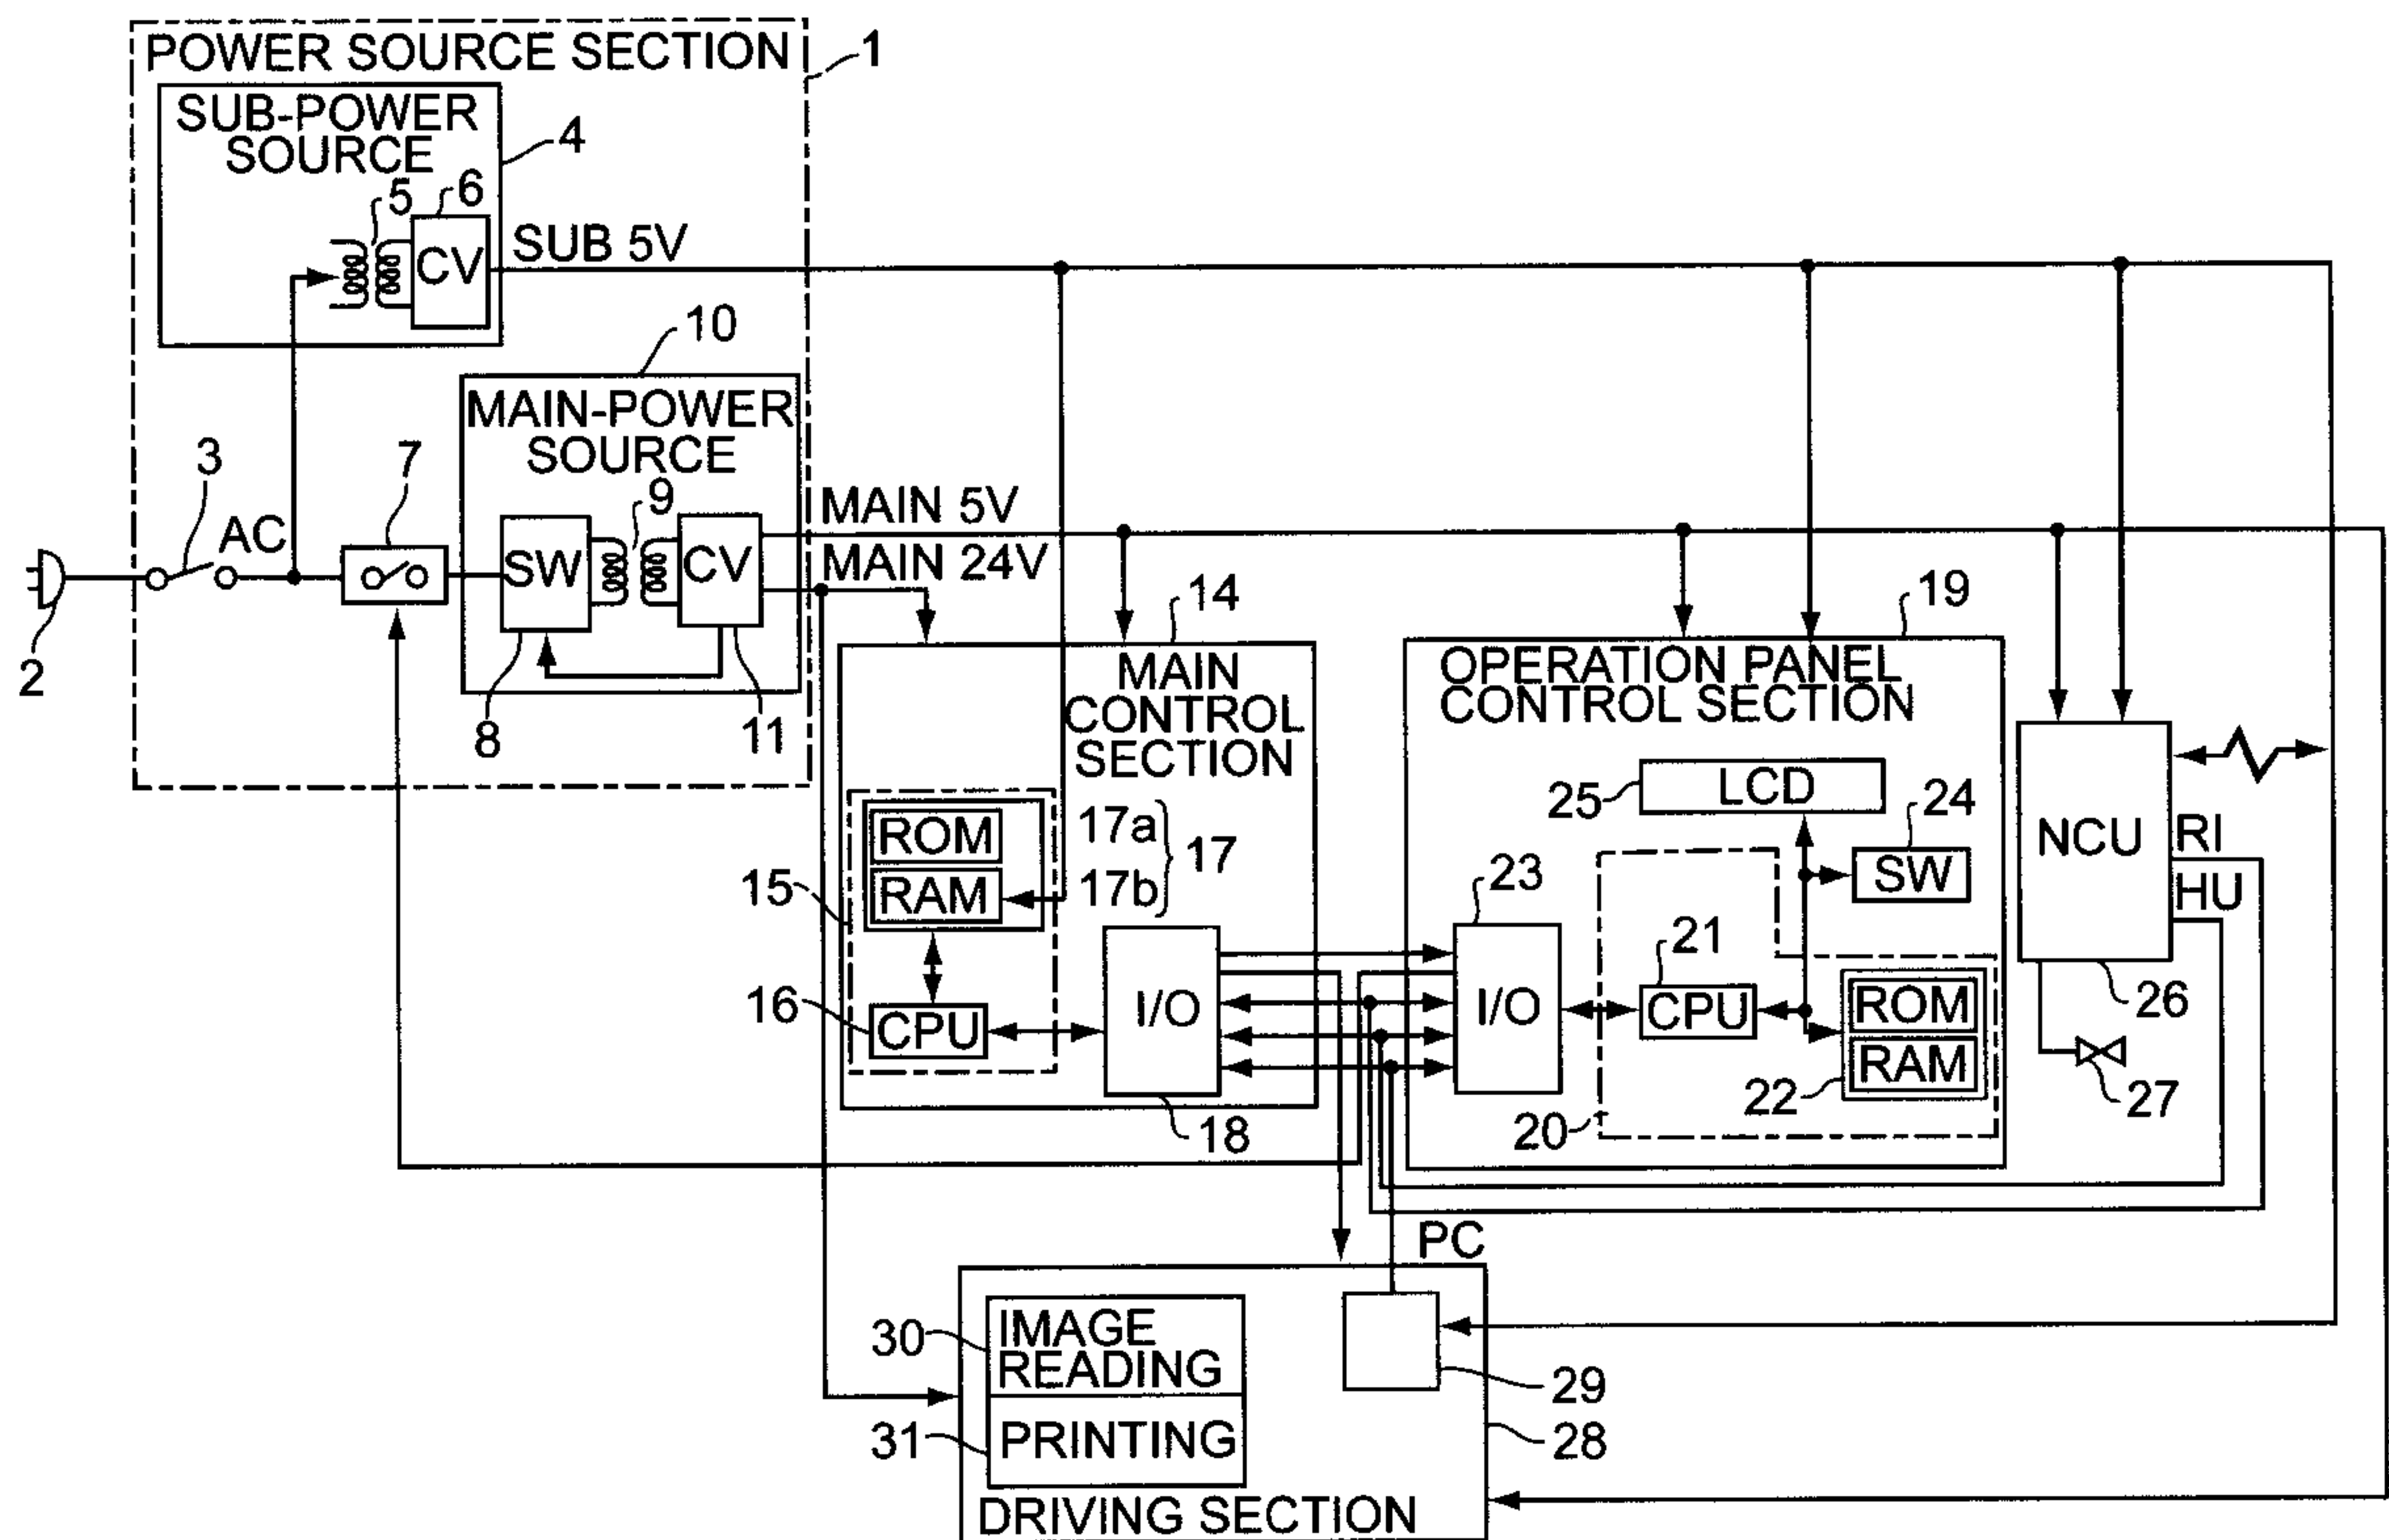 POWER SOURCE SECTION
1
SUB-POWER
SOURCE
4
5
6
CV
SUB 5V
10
MAIN-POWER
SOURCE
3
AC
7
9
SW
CV
MAIN 5V
MAIN 24V
2
8
11
14
19
MAIN
CONTROL
SECTION
OPERATION PANEL
CONTROL SECTION
25
LCD
24
SW
NCU
RI
HU
ROM
RAM
17a
17b
17
15
23
21
16
CPU
I/O
I/O
CPU
ROM
RAM
22
20
18
26
27
PC
30
IMAGE
READING
29
31
PRINTING
28
DRIVING SECTION